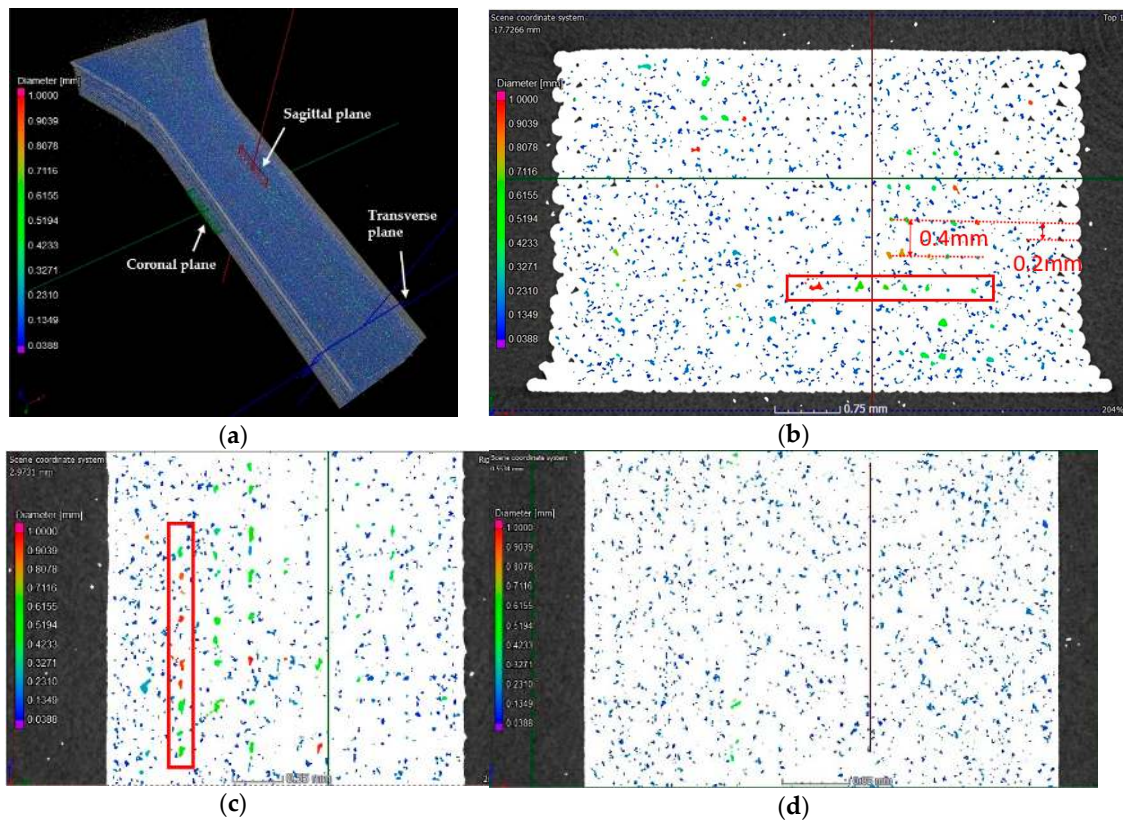 Diameter [mm]
1.0000
0.9039
0.8078
0.7116
0.6155
0.5194
0.4233
0.3271
0.2310
0.1349
0.0388
Sagittal plane
Transverse
plane
Coronal plane
(a)
Scene coordinate system
-17.7266 mm
Top 1
Diameter [mm]
1.0000
0.9039
0.8078
0.7116
0.6155
0.5194
0.4233
0.3271
0.2310
0.1349
0.0388
0.4mm
0.2mm
0.75 mm
204%
(b)
Scene coordinate system
2.9731 mm
Rig
Diameter [mm]
1.0000
0.9039
0.8078
0.7116
0.6155
0.5194
0.4233
0.3271
0.2310
0.1349
0.0388
(c)
Scene coordinate system
Diameter [mm]
1.0000
0.9039
0.8078
0.7116
0.6155
0.5194
0.4233
0.3271
0.2310
0.1349
0.0388
(d)